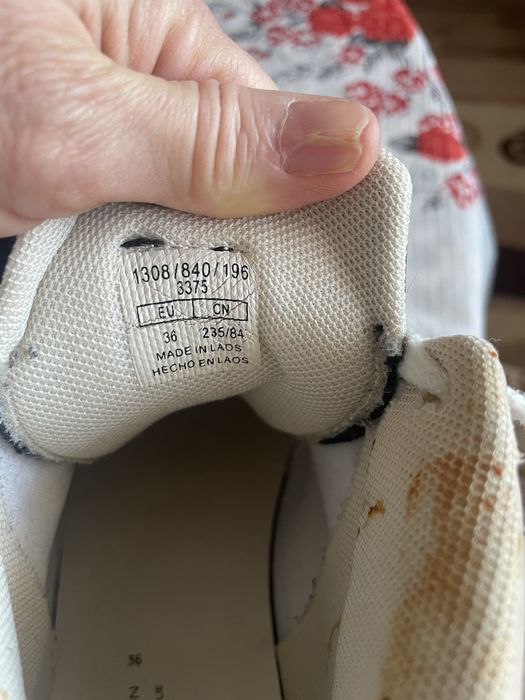 1308/840/196
3375
EU CN
36 235/84
MADE IN LAOS
HECHO EN LAOS